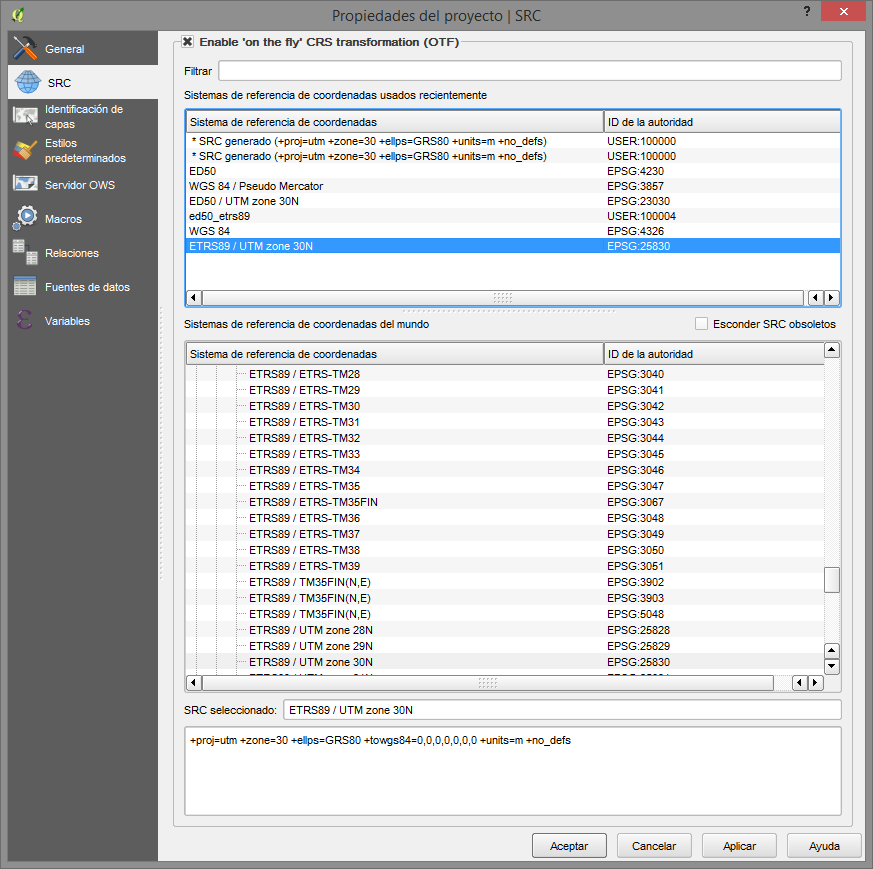 Propiedades del proyecto | SRC
?
General
SRC
Identificación de
capas
Estilos
predeterminados
Servidor OWS
Macros
Relaciones
Fuentes de datos
Variables
Enable 'on the fly' CRS transformation (OTF)
Filtrar
Sistemas de referencia de coordenadas usados recientemente
Sistema de referencia de coordenadas ID de la autoridad
* SRC generado (+proj=utm +zone=30 +ellps=GRS80 +units=m +no_defs) USER:100000
* SRC generado (+proj=utm +zone=30 +ellps=GRS80 +units=m +no_defs) USER:100000
ED50 EPSG:4230
WGS 84 / Pseudo Mercator EPSG:3857
ED50 / UTM zone 30N EPSG:23030
ed50_etrs89 USER:100004
WGS 84 EPSG:4326
ETRS89 / UTM zone 30N EPSG:25830
Sistemas de referencia de coordenadas del mundo
Esconder SRC obsoletos
Sistema de referencia de coordenadas ID de la autoridad
ETRS89 / ETRS-TM28 EPSG:3040
ETRS89 / ETRS-TM29 EPSG:3041
ETRS89 / ETRS-TM30 EPSG:3042
ETRS89 / ETRS-TM31 EPSG:3043
ETRS89 / ETRS-TM32 EPSG:3044
ETRS89 / ETRS-TM33 EPSG:3045
ETRS89 / ETRS-TM34 EPSG:3046
ETRS89 / ETRS-TM35 EPSG:3047
ETRS89 / ETRS-TM35FIN EPSG:3067
ETRS89 / ETRS-TM36 EPSG:3048
ETRS89 / ETRS-TM37 EPSG:3049
ETRS89 / ETRS-TM38 EPSG:3050
ETRS89 / ETRS-TM39 EPSG:3051
ETRS89 / TM35FIN(N,E) EPSG:3902
ETRS89 / TM35FIN(N,E) EPSG:3903
ETRS89 / TM35FIN(N,E) EPSG:5048
ETRS89 / UTM zone 28N EPSG:25828
ETRS89 / UTM zone 29N EPSG:25829
ETRS89 / UTM zone 30N EPSG:25830
SRC seleccionado: ETRS89 / UTM zone 30N
+proj=utm +zone=30 +ellps=GRS80 +towgs84=0,0,0,0,0,0,0 +units=m +no_defs
Aceptar
Cancelar
Aplicar
Ayuda